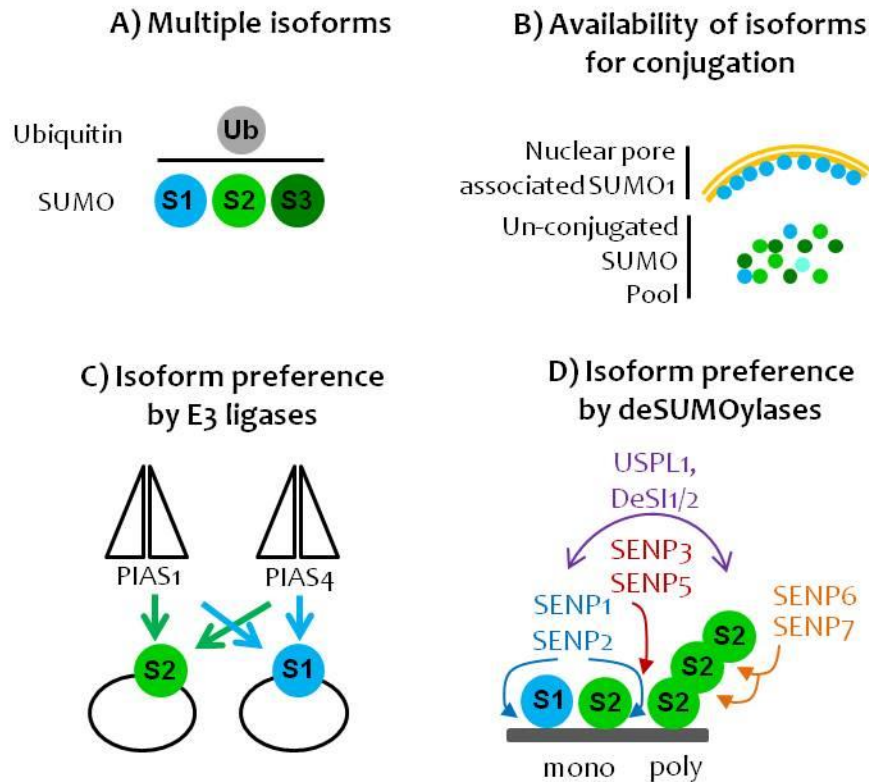 A) Multiple isoforms
Ubiquitin
Ub
SUMO
S1 S2 S3
B) Availability of isoforms
for conjugation
Nuclear pore
associated SUMO1
Un-conjugated
SUMO
Pool
C) Isoform preference
by E3 ligases
PIAS1 PIAS4
S2 S1
D) Isoform preference
by deSUMOylases
USPL1,
DeSI1/2
SENP3
SENP5
SENP1
SENP2
SENP6
SENP7
S2
S2
S1 S2 S2
mono poly